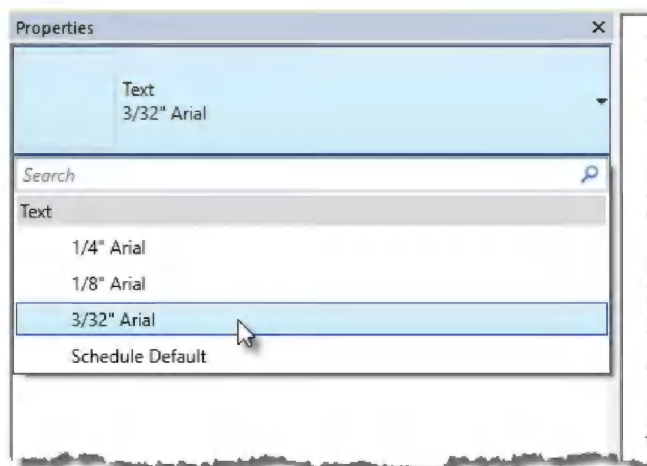 Properties
Text
3/32" Arial
Search
Text
1/4" Arial
1/8" Arial
3/32" Arial
Schedule Default